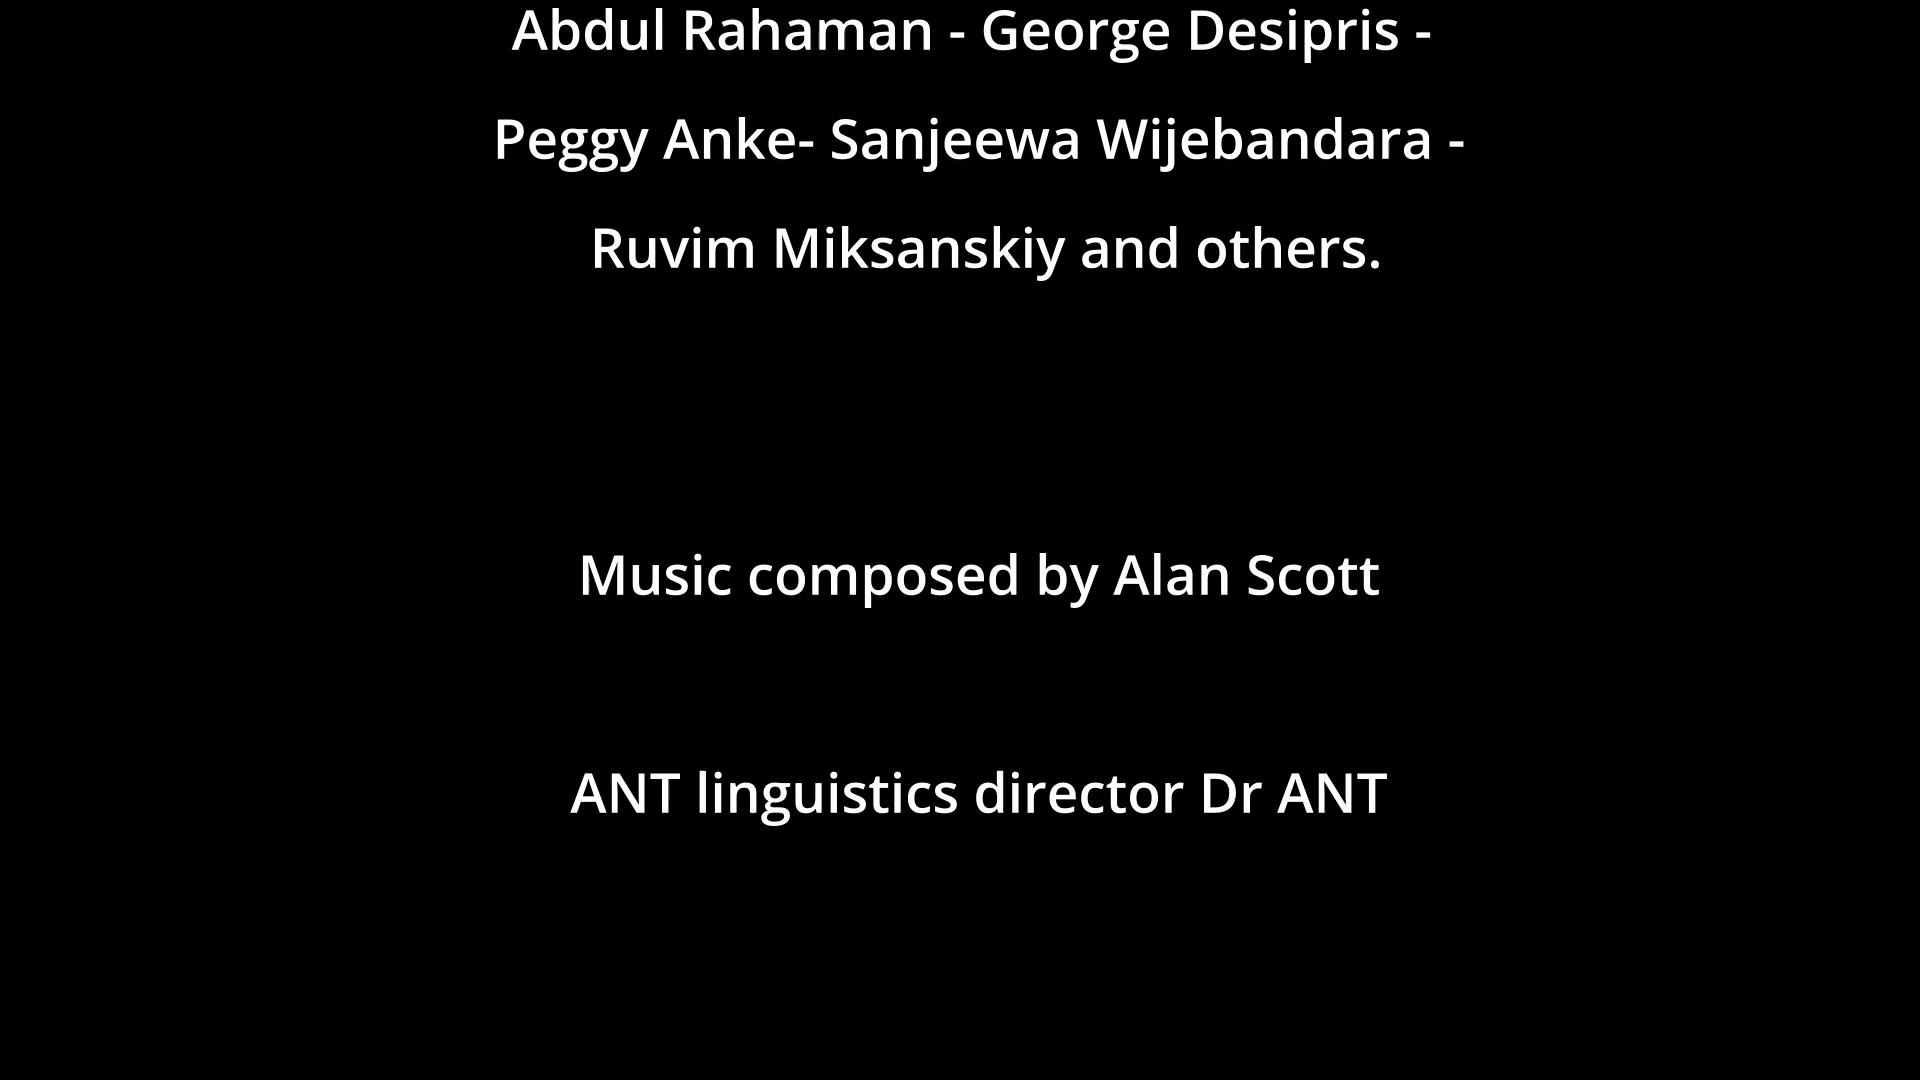 Abdul Rahaman - George Desipris -
Peggy Anke- Sanjeewa Wijebandara -
Ruvim Miksanskiy and others.
Music composed by Alan Scott
ANT linguistics director Dr ANT